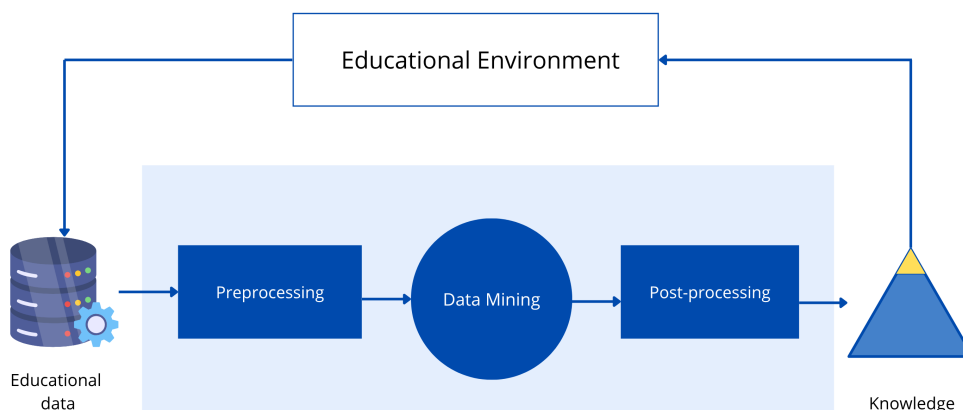 Educational Environment
Preprocessing
Data Mining
Post-processing
Educational
data
Knowledge